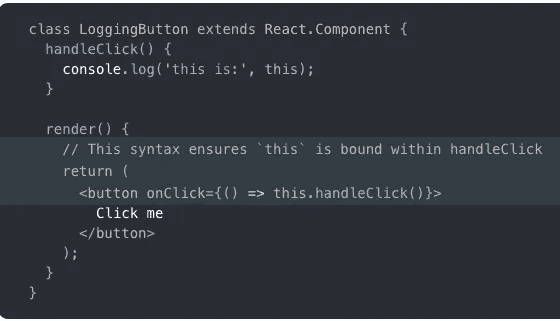 class LoggingButton extends React.Component {
  handleClick() {
    console.log('this is:', this);
  }

  render() {
    // This syntax ensures `this` is bound within handleClick
    return (
      <button onClick={() => this.handleClick()}>
        Click me
      </button>
    );
  }
}